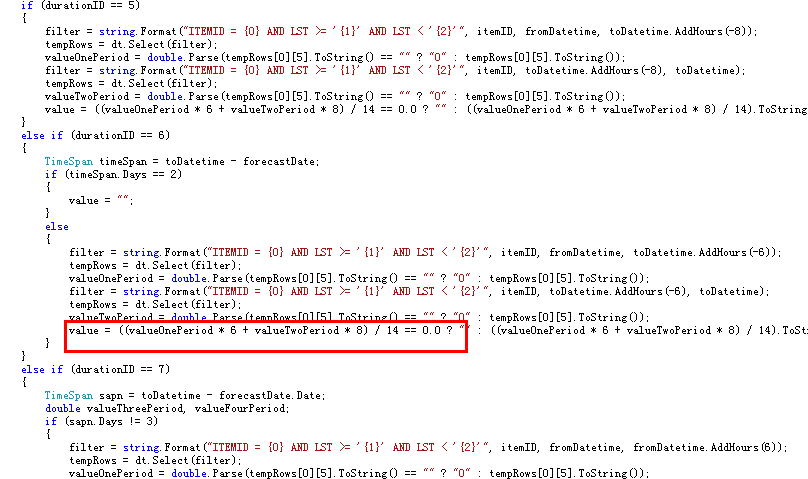 if (durationID == 5)
{
filter = string.Format("ITEMID = {0} AND LST >= '{1}' AND LST < '{2}'", itemID, fromDatetime, toDatetime.AddHours(-8));
tempRows = dt.Select(filter);
valueOnePeriod = double.Parse(tempRows[0][5].ToString() == "" ? "0" : tempRows[0][5].ToString());
filter = string.Format("ITEMID = {0} AND LST >= '{1}' AND LST < '{2}'", itemID, toDatetime.AddHours(-8), toDatetime);
tempRows = dt.Select(filter);
valueTwoPeriod = double.Parse(tempRows[0][5].ToString() == "" ? "0" : tempRows[0][5].ToString());
value = ((valueOnePeriod * 6 + valueTwoPeriod * 8) / 14 == 0.0 ? "" : ((valueOnePeriod * 6 + valueTwoPeriod * 8) / 14).ToString
}
else if (durationID == 6)
{
TimeSpan timeSpan = toDatetime - forecastDate;
if (timeSpan.Days == 2)
{
value = "";
}
else
{
filter = string.Format("ITEMID = {0} AND LST >= '{1}' AND LST < '{2}'", itemID, fromDatetime, toDatetime.AddHours(-6));
tempRows = dt.Select(filter);
valueOnePeriod = double.Parse(tempRows[0][5].ToString() == "" ? "0" : tempRows[0][5].ToString());
filter = string.Format("ITEMID = {0} AND LST >= '{1}' AND LST < '{2}'", itemID, toDatetime.AddHours(-6), toDatetime);
tempRows = dt.Select(filter);
valueTwoPeriod = double.Parse(tempRows[0][5].ToString() == "" ? "0" : tempRows[0][5].ToString());
value = ((valueOnePeriod * 6 + valueTwoPeriod * 8) / 14 == 0.0 ? "" : ((valueOnePeriod * 6 + valueTwoPeriod * 8) / 14).ToStr
}
}
else if (durationID == 7)
{
TimeSpan sapn = toDatetime - forecastDate.Date;
double valueThreePeriod, valueFourPeriod;
if (sapn.Days != 3)
{
filter = string.Format("ITEMID = {0} AND LST >= '{1}' AND LST < '{2}'", itemID, fromDatetime, fromDatetime.AddHours(6));
tempRows = dt.Select(filter);
valueOnePeriod = double.Parse(tempRows[0][5].ToString() == "" ? "0" : tempRows[0][5].ToString());